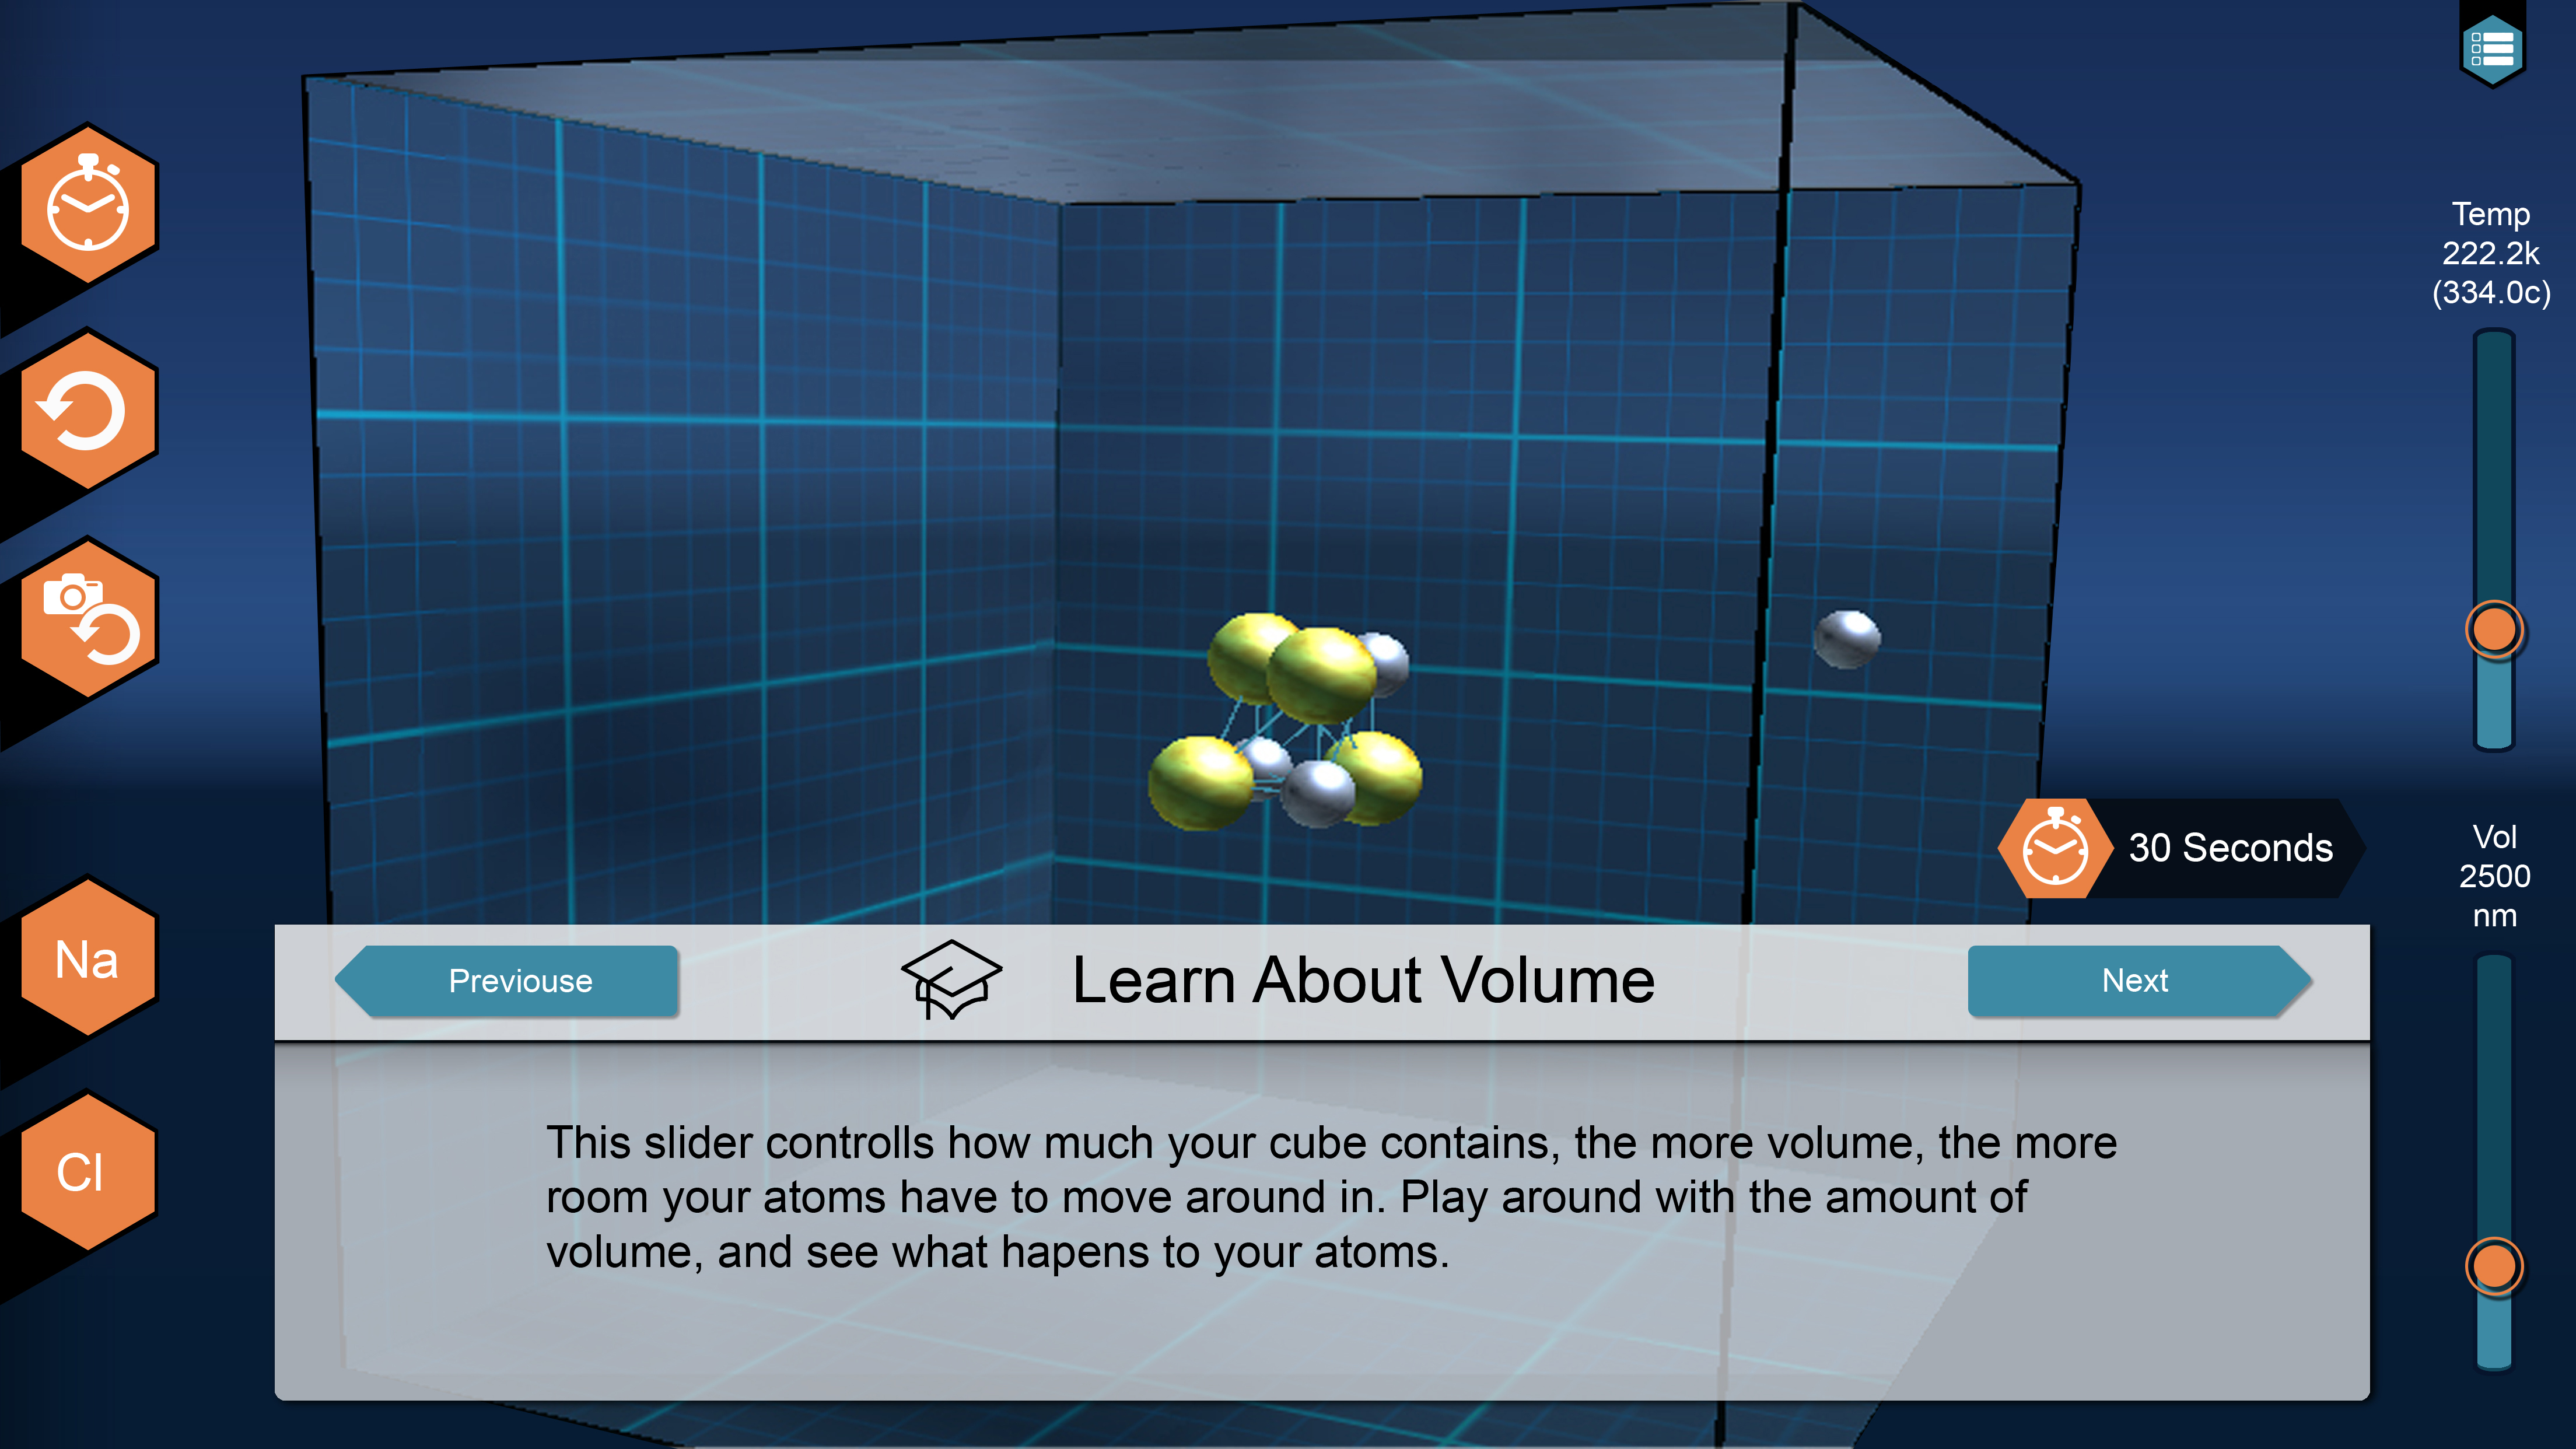 Temp
222.2k
(334.0c)
30 Seconds
Vol
2500
nm
Na
Cl
Previouse
Learn About Volume
Next
This slider controlls how much your cube contains, the more volume, the more
room your atoms have to move around in. Play around with the amount of
volume, and see what hapens to your atoms.